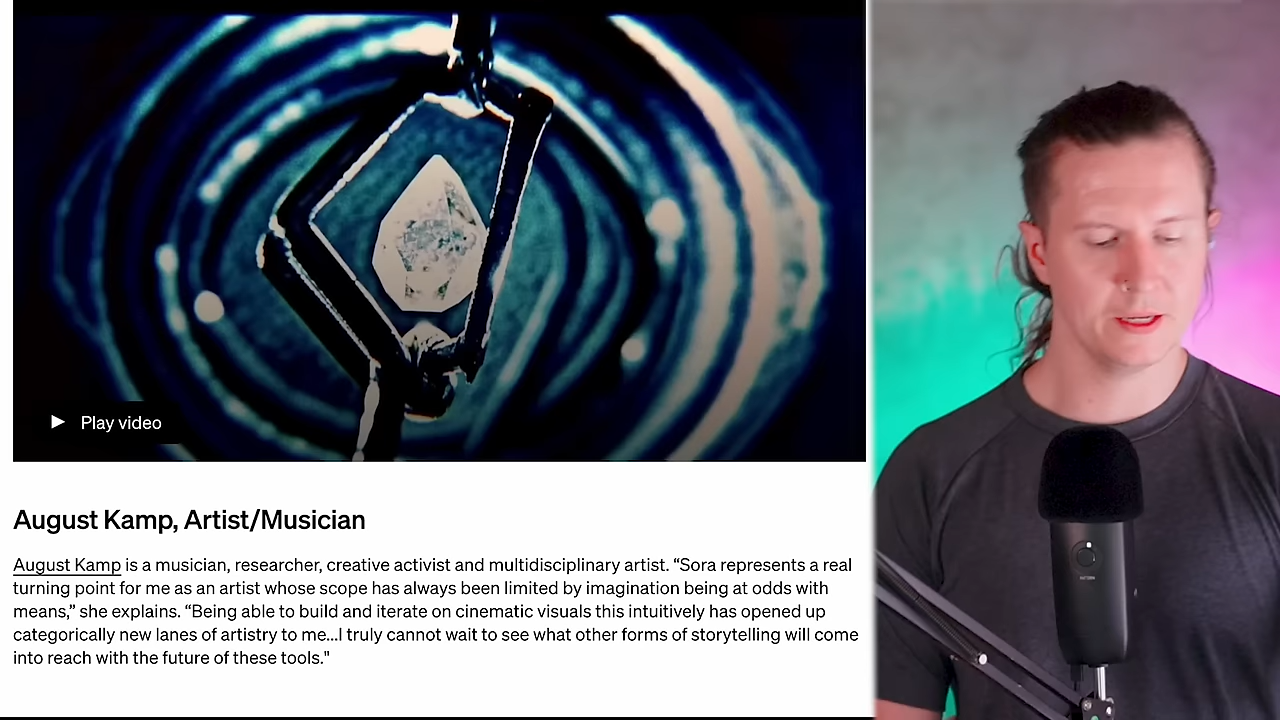 Play video
August Kamp, Artist/Musician
August Kamp is a musician, researcher, creative activist and multidisciplinary artist. “Sora represents a real
turning point for me as an artist whose scope has always been limited by imagination being at odds with
means,” she explains. “Being able to build and iterate on cinematic visuals this intuitively has opened up
categorically new lanes of artistry to me...I truly cannot wait to see what other forms of storytelling will come
into reach with the future of these tools."